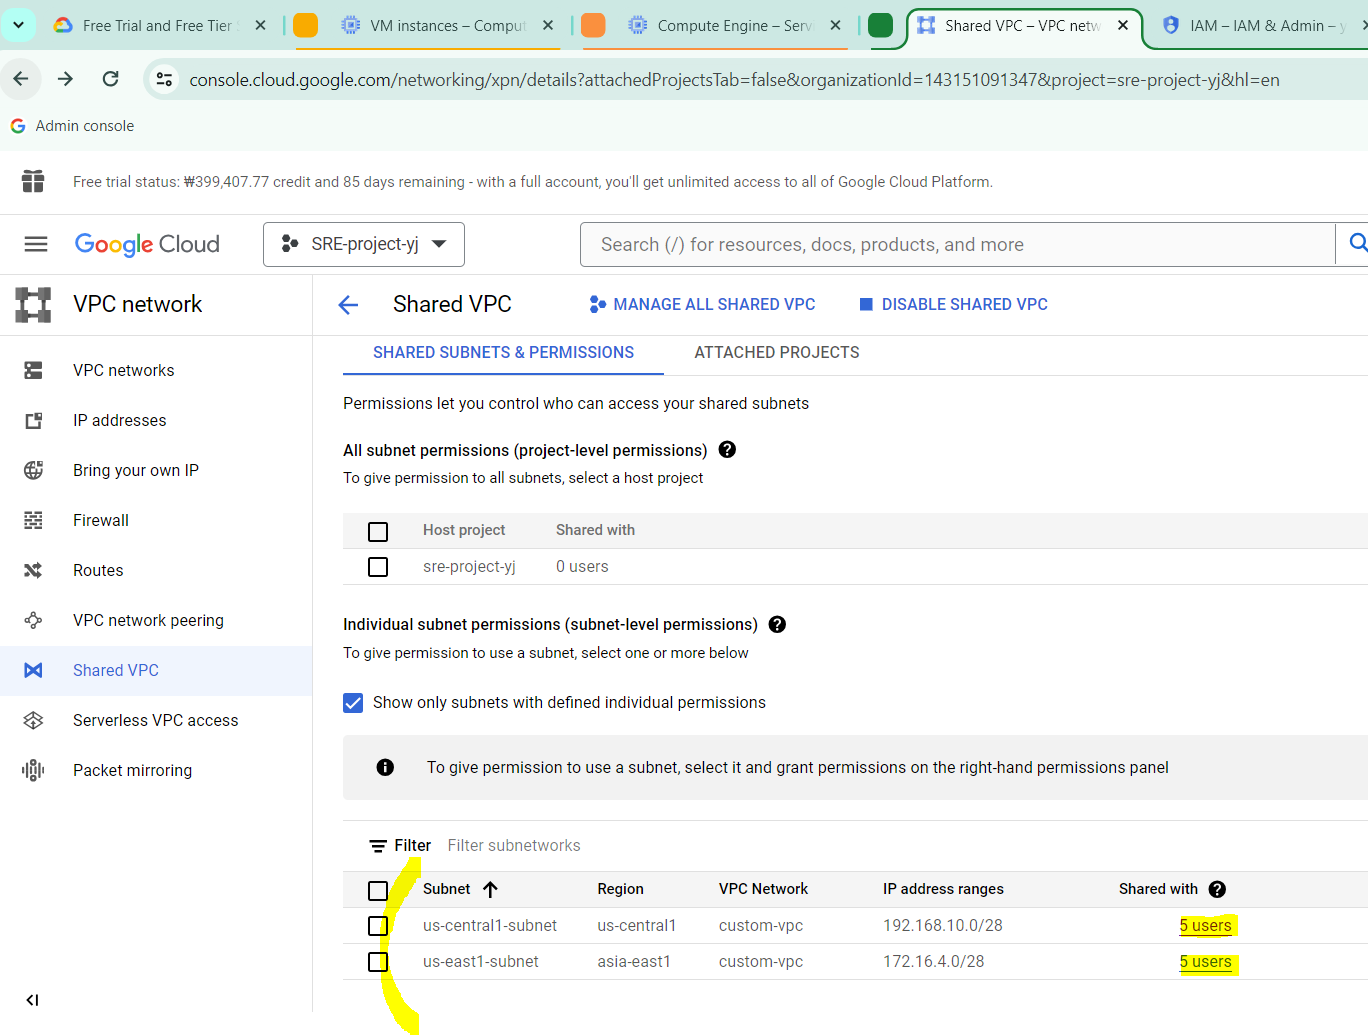 Free Trial and Free Tier
VM instances – Comput
Compute Engine – Serv
Shared VPC – VPC netw
IAM – IAM & Admin – y
console.cloud.google.com/networking/xpn/details?attachedProjectsTab=false&organizationId=143151091347&project=sre-project-yj&hl=en
Admin console
Free trial status: ₩399,407.77 credit and 85 days remaining - with a full account, you'll get unlimited access to all of Google Cloud Platform.
Google Cloud
SRE-project-yj
Search (/) for resources, docs, products, and more
VPC network
Shared VPC
MANAGE ALL SHARED VPC
DISABLE SHARED VPC
VPC networks
IP addresses
Bring your own IP
Firewall
Routes
VPC network peering
Shared VPC
Serverless VPC access
Packet mirroring
SHARED SUBNETS & PERMISSIONS
ATTACHED PROJECTS
Permissions let you control who can access your shared subnets
All subnet permissions (project-level permissions)
To give permission to all subnets, select a host project
Host project Shared with
sre-project-yj 0 users
Individual subnet permissions (subnet-level permissions)
To give permission to use a subnet, select one or more below
Show only subnets with defined individual permissions
To give permission to use a subnet, select it and grant permissions on the right-hand permissions panel
Filter Filter subnetworks
Subnet Region VPC Network IP address ranges Shared with
us-central1-subnet us-central1 custom-vpc 192.168.10.0/28 5 users
us-east1-subnet asia-east1 custom-vpc 172.16.4.0/28 5 users